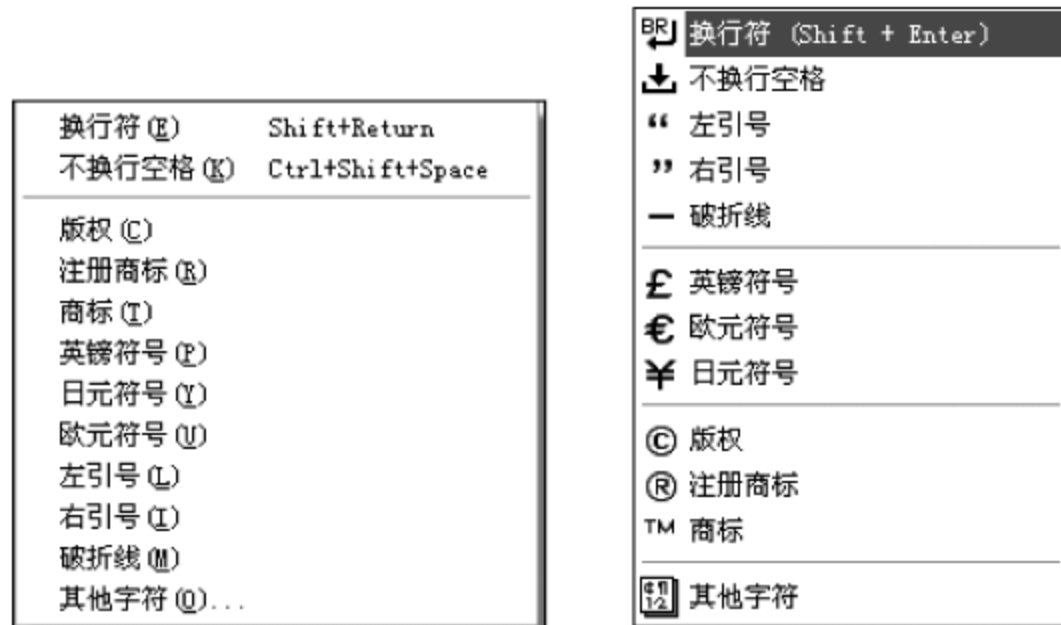 换行符(E) Shift+Return
不换行空格(K) Ctrl+Shift+Space
版权(C)
注册商标(R)
商标(T)
英镑符号(P)
日元符号(Y)
欧元符号(U)
左引号(L)
右引号(I)
破折线(M)
其他字符(O)...
BR 换行符 (Shift + Enter)
不换行空格
“ 左引号
” 右引号
— 破折线
£ 英镑符号
€ 欧元符号
¥ 日元符号
© 版权
® 注册商标
TM 商标
其他字符